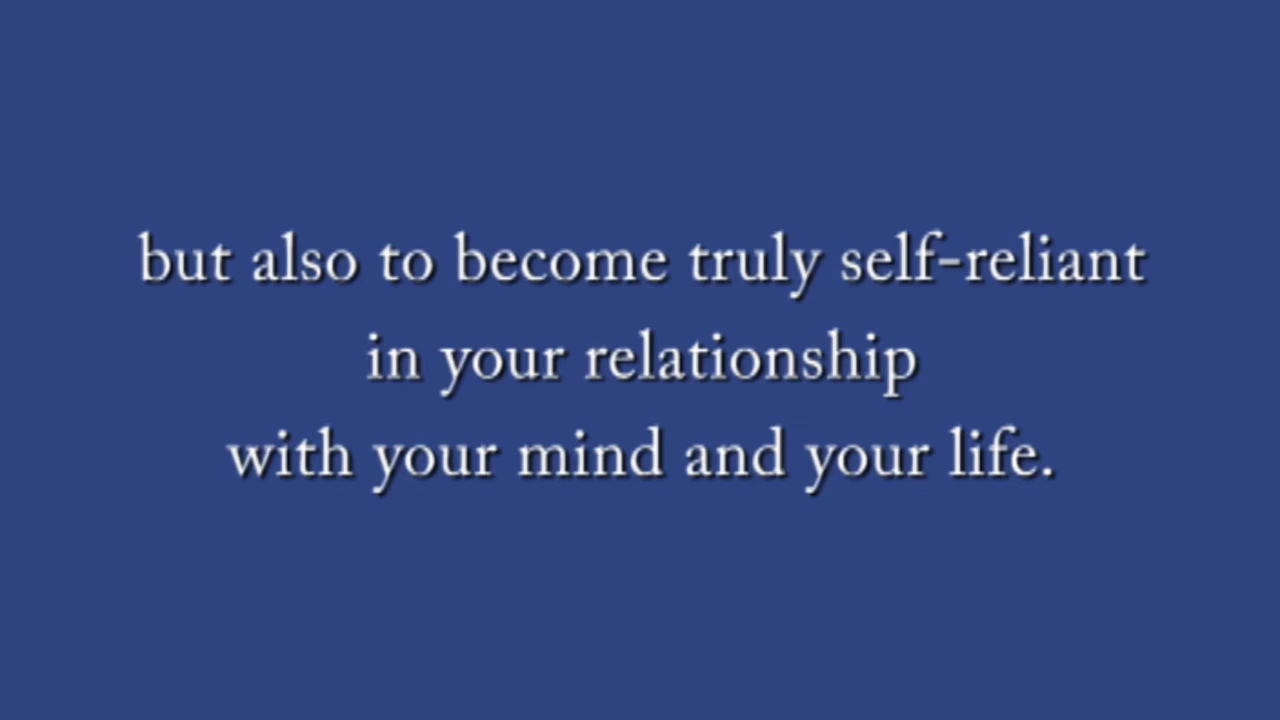 but also to become truly self-reliant
in your relationship
with your mind and your life.